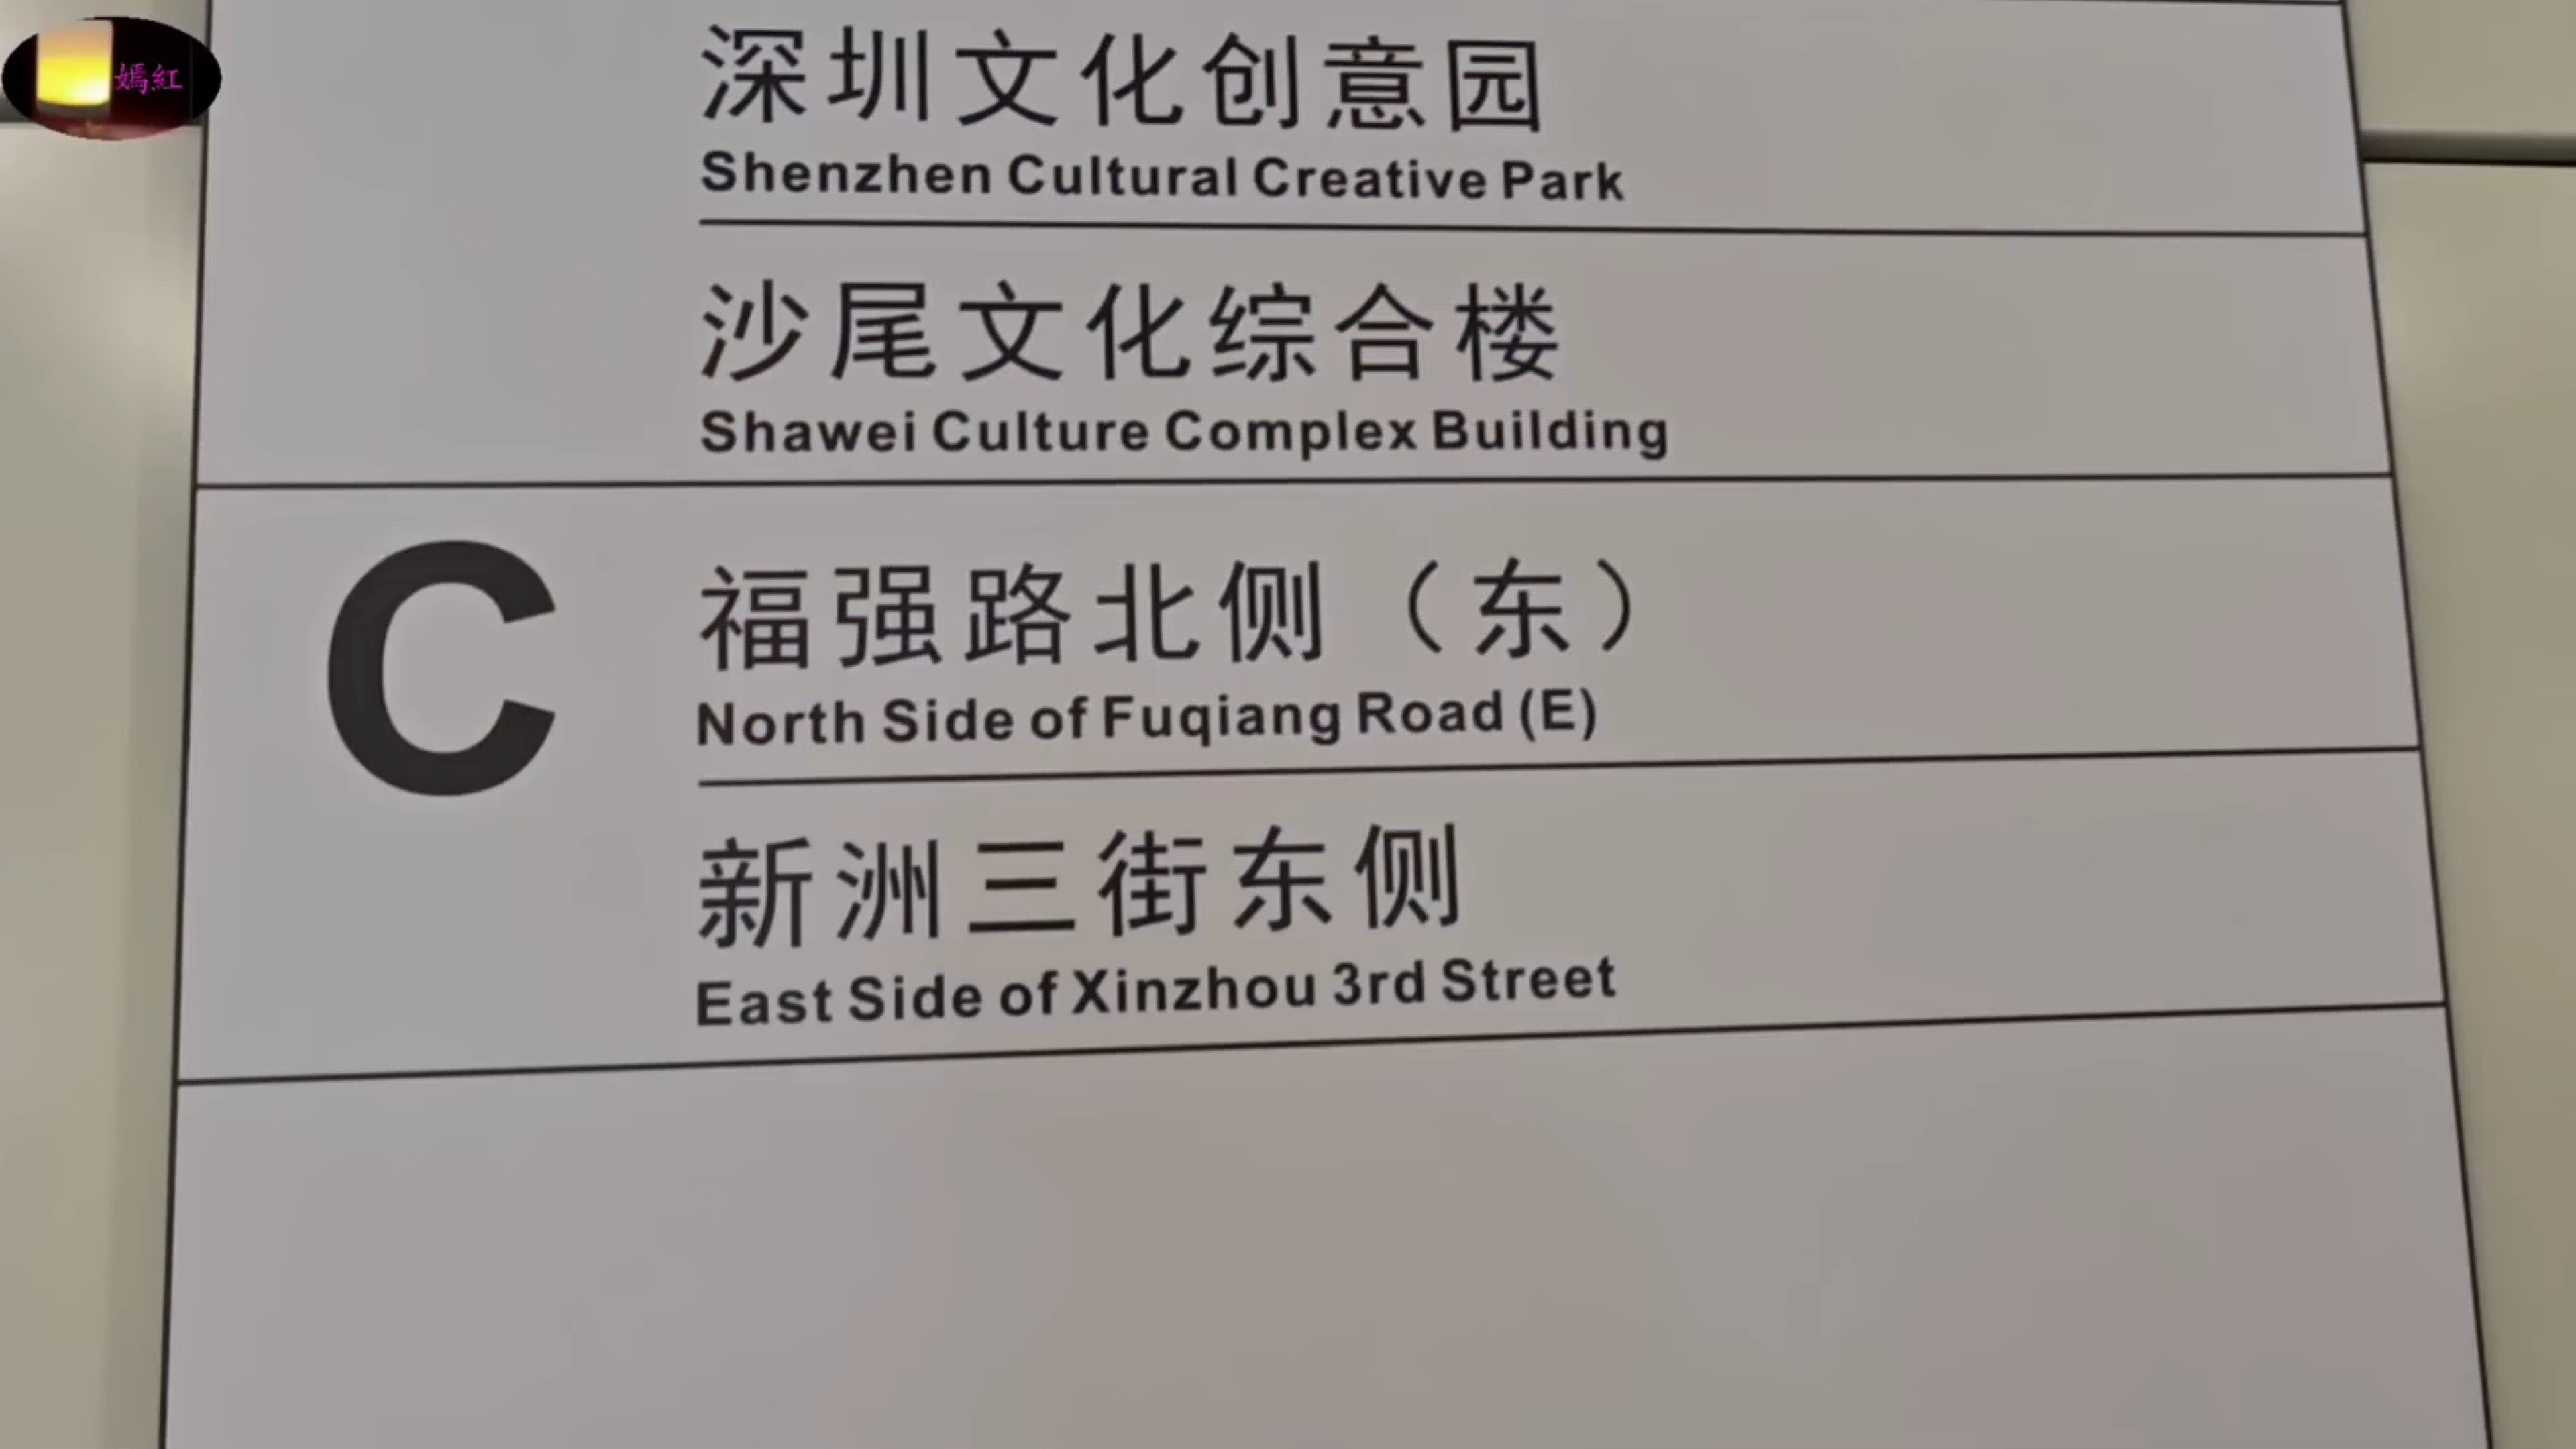 嫣紅
深圳文化创意园
Shenzhen Cultural Creative Park
沙尾文化综合楼
Shawei Culture Complex Building
C
福强路北侧（东）
North Side of Fuqiang Road (E)
新洲三街东侧
East Side of Xinzhou 3rd Street